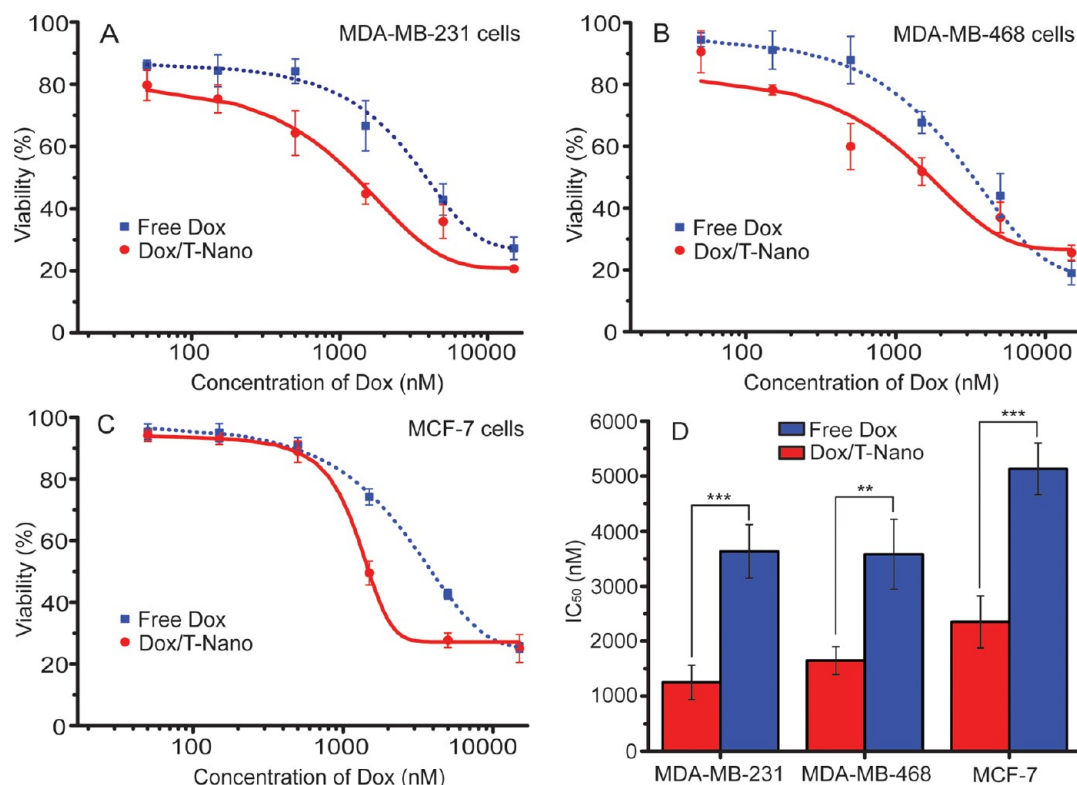 A
MDA-MB-231 cells
100
80
60
40
20
0
Viability (%)
Free Dox
Dox/T-Nano
100
1000
10000
Concentration of Dox (nM)
B
MDA-MB-468 cells
100
80
60
40
20
0
Viability (%)
Free Dox
Dox/T-Nano
100
1000
10000
Concentration of Dox (nM)
C
MCF-7 cells
100
80
60
40
20
0
Viability (%)
Free Dox
Dox/T-Nano
100
1000
10000
Concentration of Dox (nM)
D
Free Dox
Dox/T-Nano
***
**
***
6000
5000
4000
3000
2000
1000
0
IC₅₀ (nM)
MDA-MB-231
MDA-MB-468
MCF-7